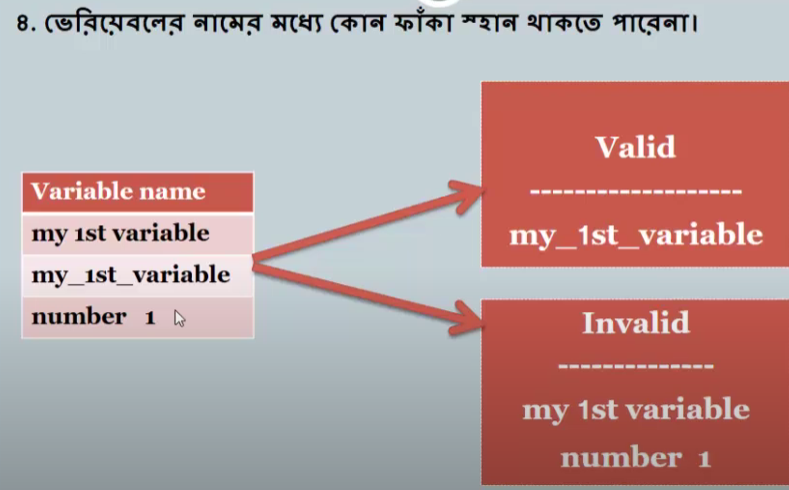 ৪. ভেরিয়েবলের নামের মধ্যে কোন ফাঁকা স্হান থাকতে পারেনা।
Variable name
my 1st variable
my_1st_variable
number 1
Valid
-------------------
my_1st_variable
Invalid
--------------
my 1st variable
number 1